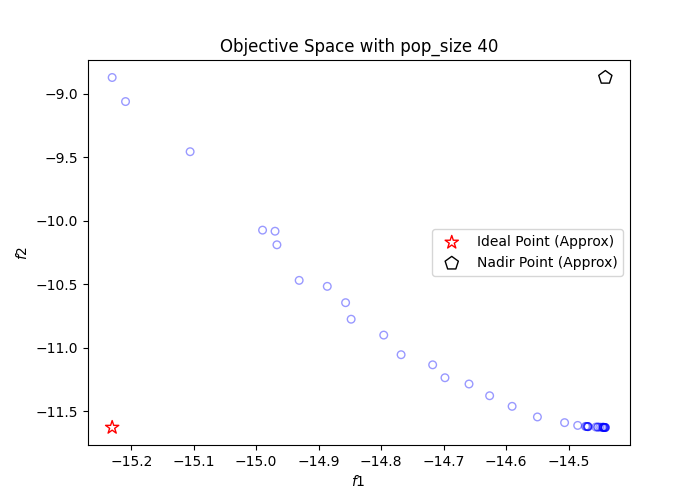 Objective Space with pop_size 40
−9.0
−9.5
−10.0
−10.5
−11.0
−11.5
f2
Ideal Point (Approx)
Nadir Point (Approx)
−15.2 −15.1 −15.0 −14.9 −14.8 −14.7 −14.6 −14.5
f1